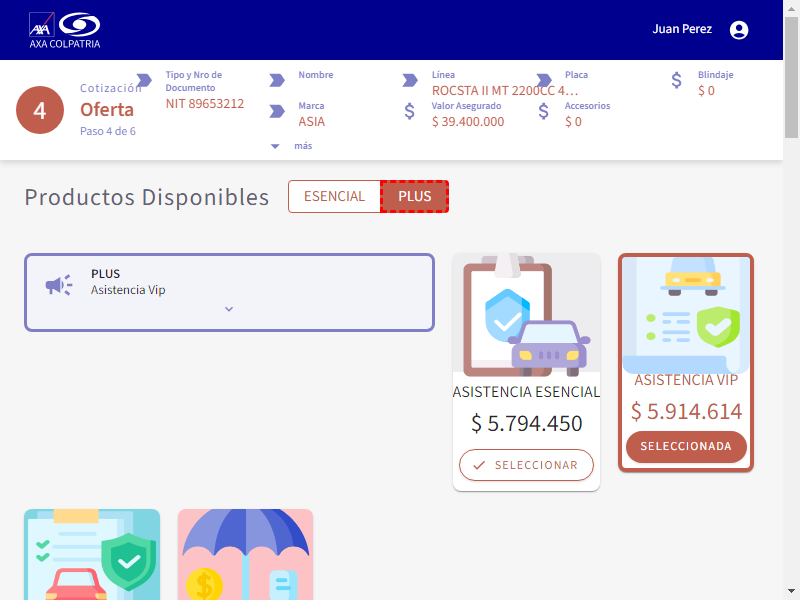 AXA
AXA COLPATRIA
Juan Perez
4
Cotización
Oferta
Paso 4 de 6
Tipo y Nro de
Documento
NIT 89653212
Nombre
Marca
ASIA
más
Línea
ROCSTA II MT 2200CC 4…
Valor Asegurado
$ 39.400.000
Placa
Accesorios
$ 0
Blindaje
$ 0
Productos Disponibles
ESENCIAL
PLUS
PLUS
Asistencia Vip
ASISTENCIA ESENCIAL
$ 5.794.450
SELECCIONAR
ASISTENCIA VIP
$ 5.914.614
SELECCIONADA